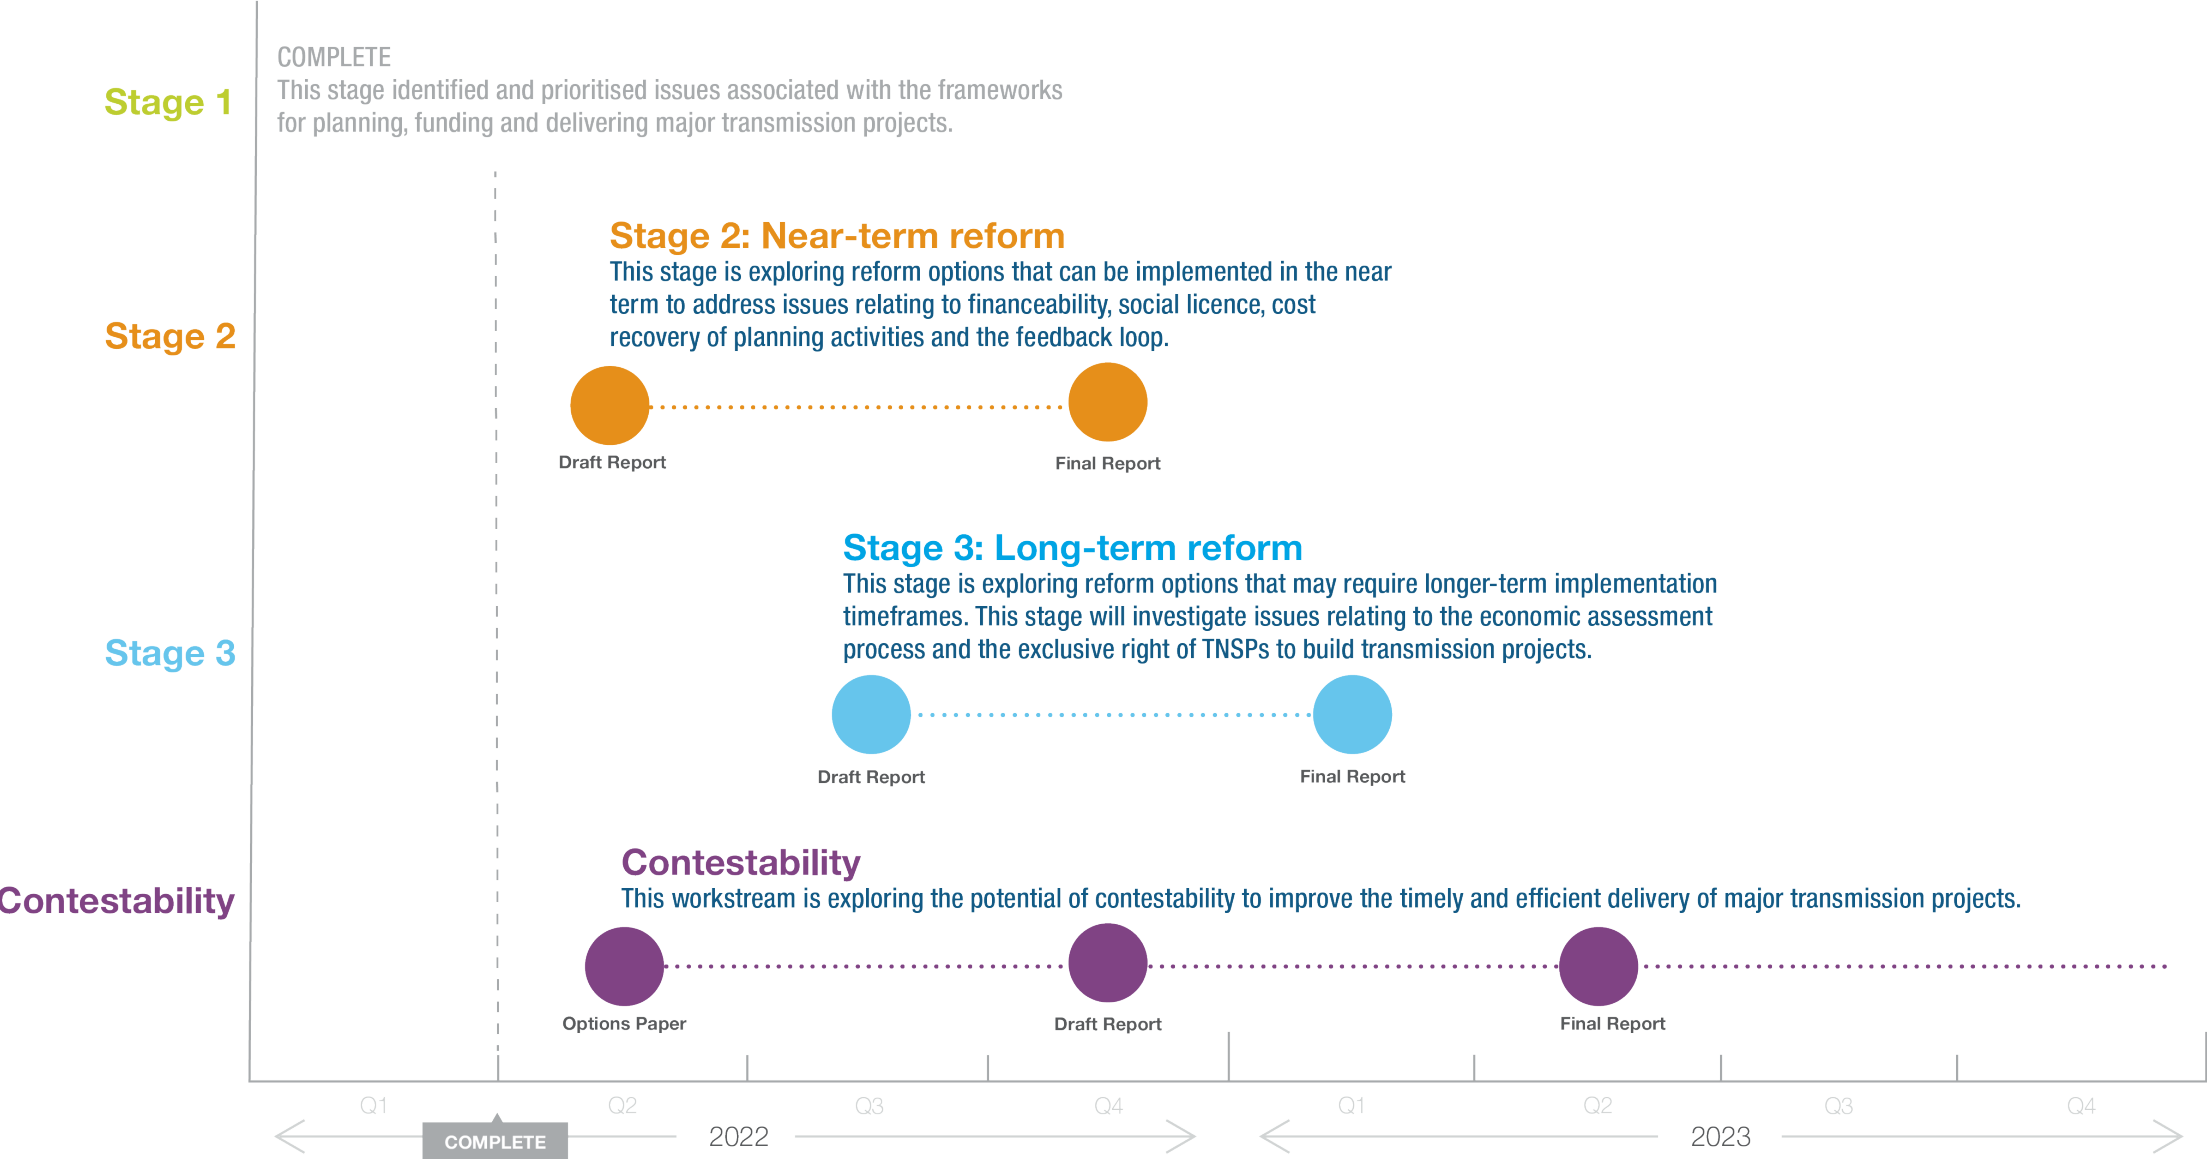 COMPLETE
This stage identified and prioritised issues associated with the frameworks
for planning, funding and delivering major transmission projects.
Stage 1
Stage 2: Near-term reform
This stage is exploring reform options that can be implemented in the near
term to address issues relating to financeability, social licence, cost
recovery of planning activities and the feedback loop.
Stage 2
Draft Report
Final Report
Stage 3: Long-term reform
This stage is exploring reform options that may require longer-term implementation
timeframes. This stage will investigate issues relating to the economic assessment
process and the exclusive right of TNSPs to build transmission projects.
Stage 3
Draft Report
Final Report
Contestability
This workstream is exploring the potential of contestability to improve the timely and efficient delivery of major transmission projects.
Contestability
Options Paper
Draft Report
Final Report
Q1
Q2
Q3
Q4
Q1
Q2
Q3
Q4
COMPLETE
2022
2023